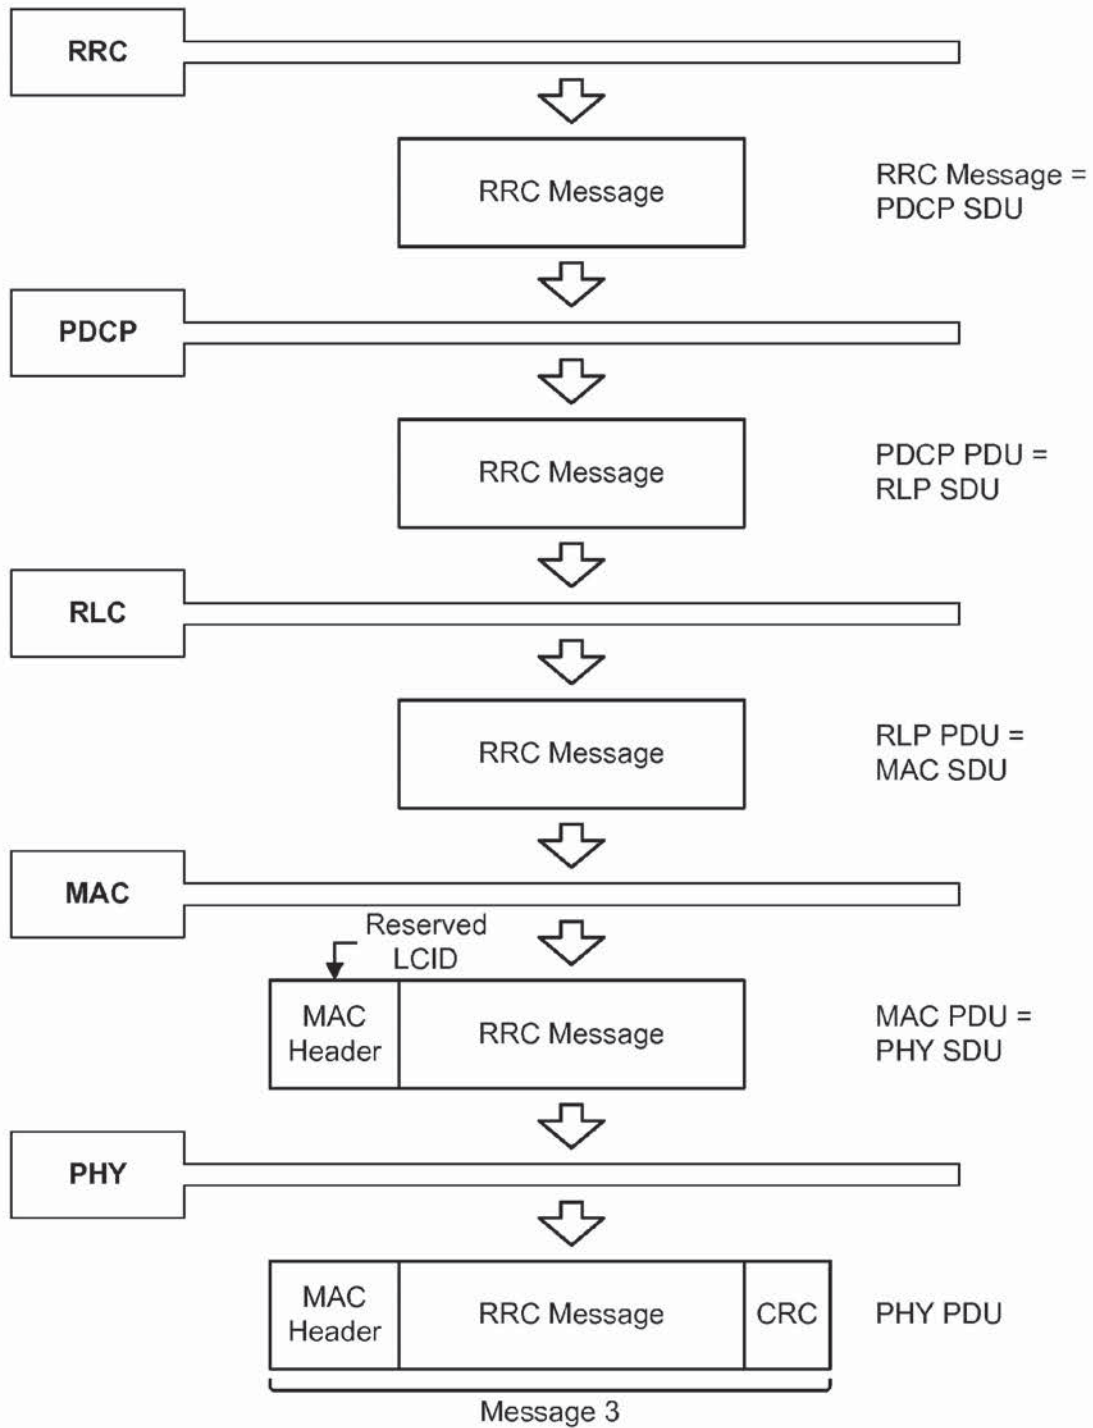 RRC
RRC Message
RRC Message =
PDCP SDU
PDCP
RRC Message
PDCP PDU =
RLP SDU
RLC
RRC Message
RLP PDU =
MAC SDU
MAC
Reserved
LCID
MAC
Header
RRC Message
MAC PDU =
PHY SDU
PHY
MAC
Header
RRC Message
CRC
PHY PDU
Message 3